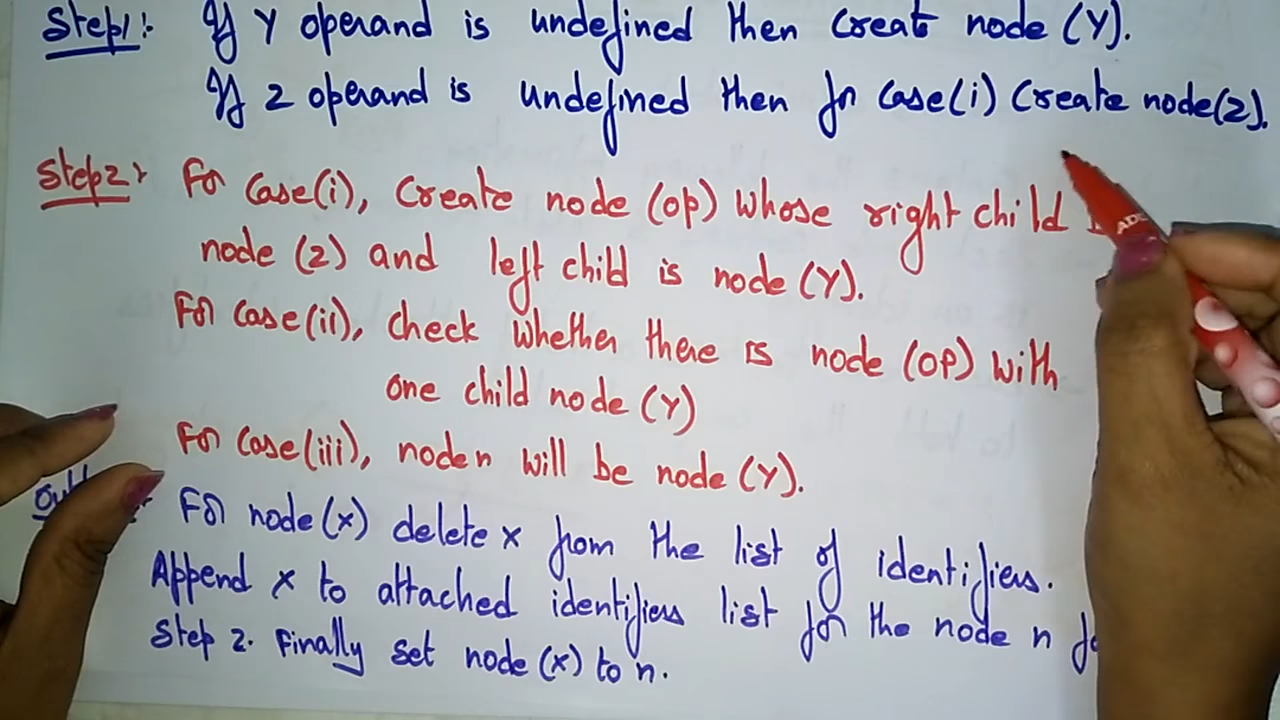 Step1:- If Y operand is undefined then Create node (Y).
If Z operand is undefined then for Case(i) Create node(z).
Step2:- For Case(i), Create node (OP) whose right child
node (z) and left child is node (Y).
For Case(ii), check whether there is node (OP) with
one child node (Y)
For Case(iii), node n will be node (Y).
For node (x) delete x from the list of identifiers.
Append x to attached identifiers list for the node n
Step 2. Finally set node (x) to n.